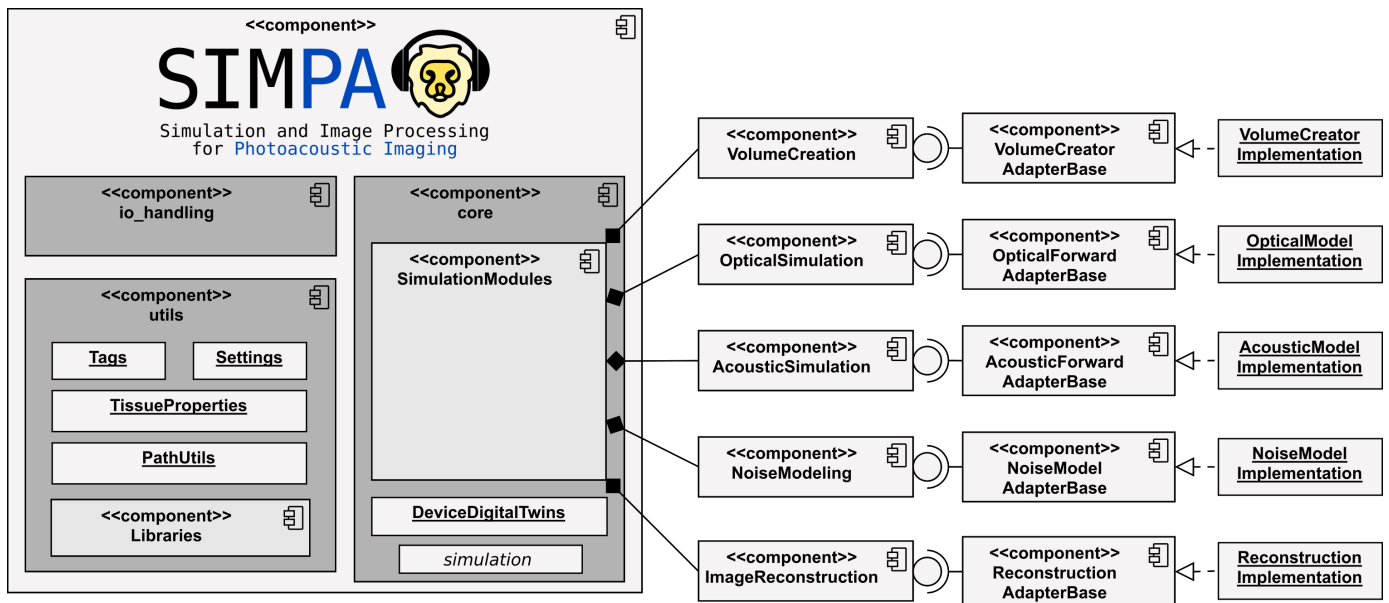 <<component>>
SIMPA
Simulation and Image Processing
for Photoacoustic Imaging
<<component>>
io_handling
<<component>>
utils
Tags
Settings
TissueProperties
PathUtils
<<component>>
Libraries
<<component>>
core
<<component>>
SimulationModules
DeviceDigitalTwins
simulation
<<component>>
VolumeCreation
<<component>>
VolumeCreator
AdapterBase
VolumeCreator
Implementation
<<component>>
OpticalSimulation
<<component>>
OpticalForward
AdapterBase
OpticalModel
Implementation
<<component>>
AcousticSimulation
<<component>>
AcousticForward
AdapterBase
AcousticModel
Implementation
<<component>>
NoiseModeling
<<component>>
NoiseModel
AdapterBase
NoiseModel
Implementation
<<component>>
ImageReconstruction
<<component>>
Reconstruction
AdapterBase
Reconstruction
Implementation